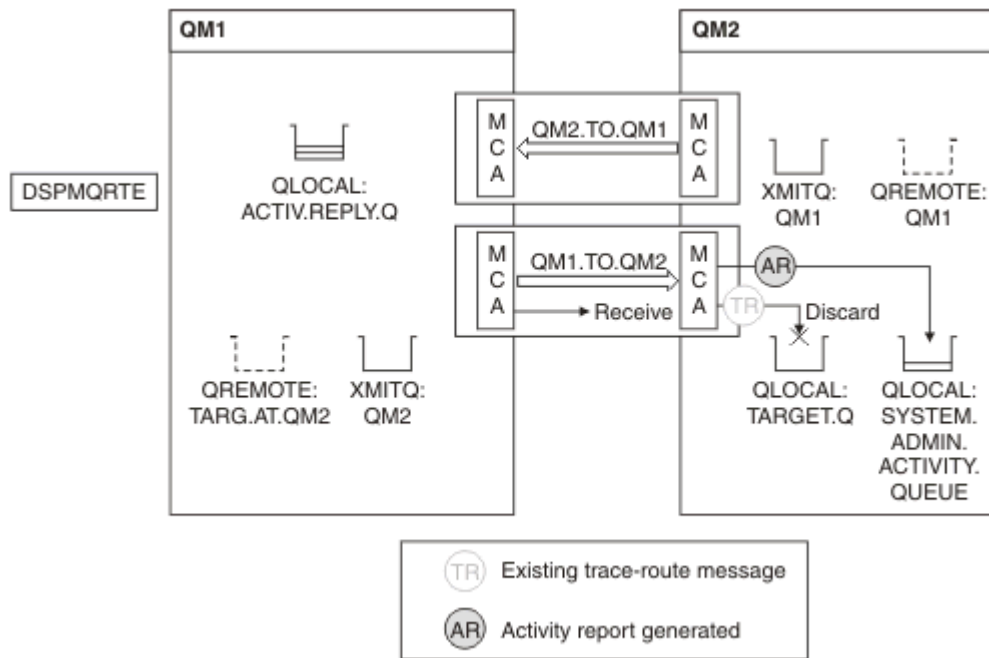 QM1
QM2
DSPMQRTE
QLOCAL:
ACTIV.REPLY.Q
M
C
A
QM2.TO.QM1
M
C
A
XMITQ:
QM1
QREMOTE:
QM1
M
C
A
QM1.TO.QM2
Receive
M
C
A
AR
TR
Discard
QREMOTE:
TARG.AT.QM2
XMITQ:
QM2
QLOCAL:
TARGET.Q
QLOCAL:
SYSTEM.
ADMIN.
ACTIVITY.
QUEUE
TR Existing trace-route message
AR Activity report generated